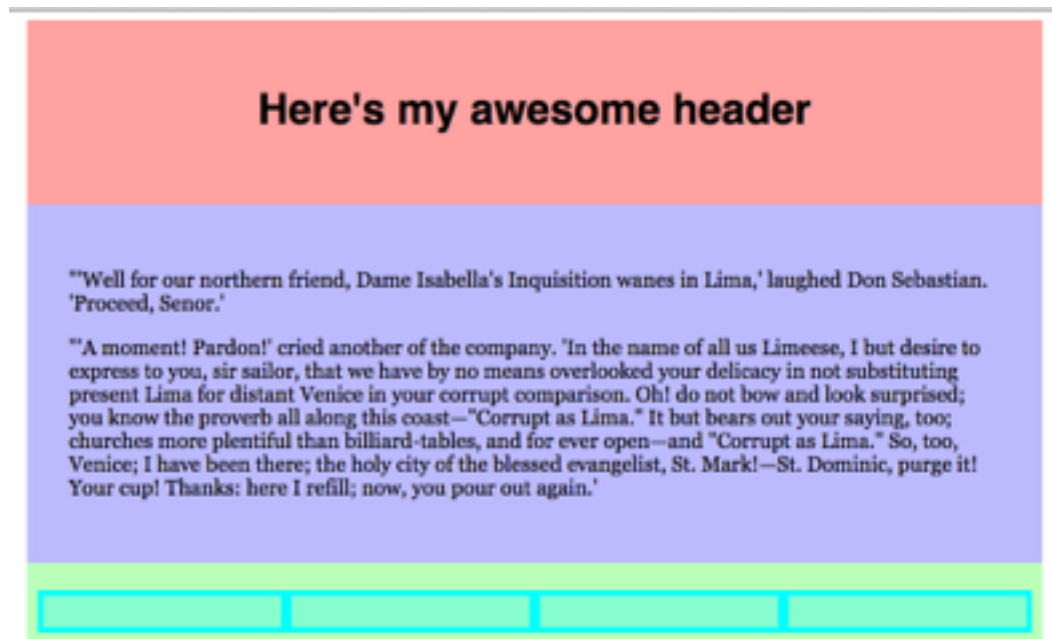 Here's my awesome header
"'Well for our northern friend, Dame Isabella's Inquisition wanes in Lima,' laughed Don Sebastian.
'Proceed, Senor.'
"'A moment! Pardon!' cried another of the company. 'In the name of all us Limeese, I but desire to
express to you, sir sailor, that we have by no means overlooked your delicacy in not substituting
present Lima for distant Venice in your corrupt comparison. Oh! do not bow and look surprised;
you know the proverb all along this coast—"Corrupt as Lima." It but bears out your saying, too;
churches more plentiful than billiard-tables, and for ever open—and "Corrupt as Lima." So, too,
Venice; I have been there; the holy city of the blessed evangelist, St. Mark!—St. Dominic, purge it!
Your cup! Thanks: here I refill; now, you pour out again.'